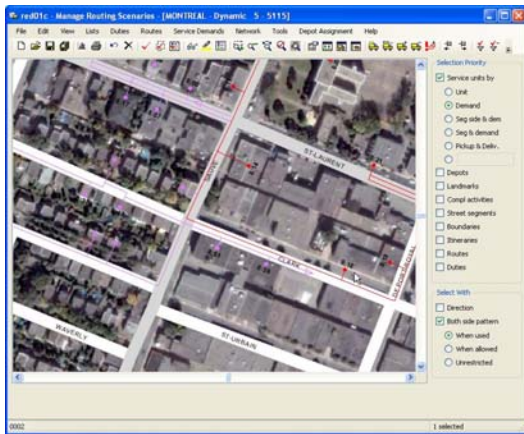 red01c - Manage Routing Scenarios - [MONTREAL - Dynamic 5 - 5115]
File Edit View Lists Duties Routes Service Demands Network Tools Depot Assignment Help
Selection Priority
Service units by
Unit
Demand
Seg side & dem
Seg & demand
Pickup & Deliv.
Depots
Landmarks
Compl activities
Street segments
Boundaries
Itineraries
Routes
Duties
Select With
Direction
Both side pattern
When used
When allowed
Unrestricted
ST-LAURENT
CLARK
ST-URBAIN
WAVERLY
0002
1 selected